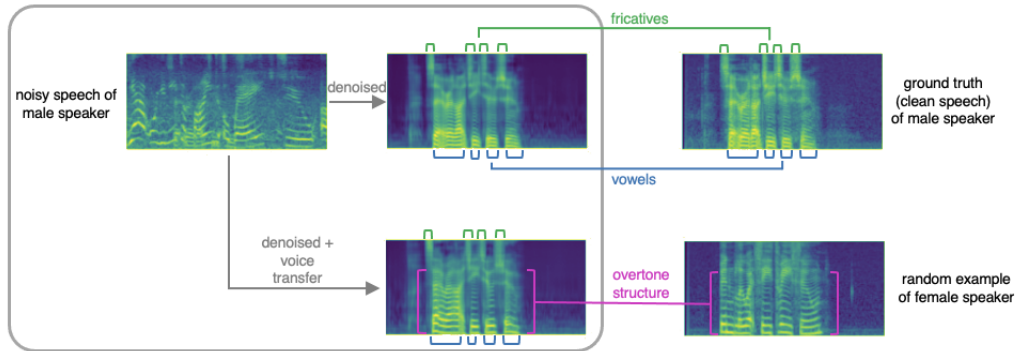 fricatives
noisy speech of
male speaker
denoised
ground truth
(clean speech)
of male speaker
vowels
denoised +
voice
transfer
overtone
structure
random example
of female speaker